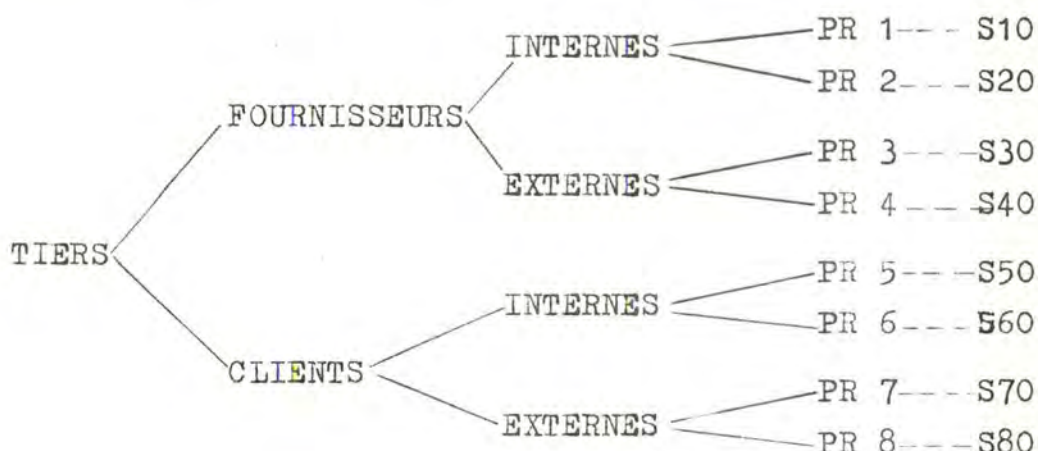 INTERNES PR 1---- S10
PR 2---- S20
FOURNISSEURS
EXTERNES PR 3---- S30
PR 4 ---- S40
TIERS
INTERNES PR 5---- S50
PR 6---- S60
CLIENTS
EXTERNES PR 7---- S70
PR 8---- S80